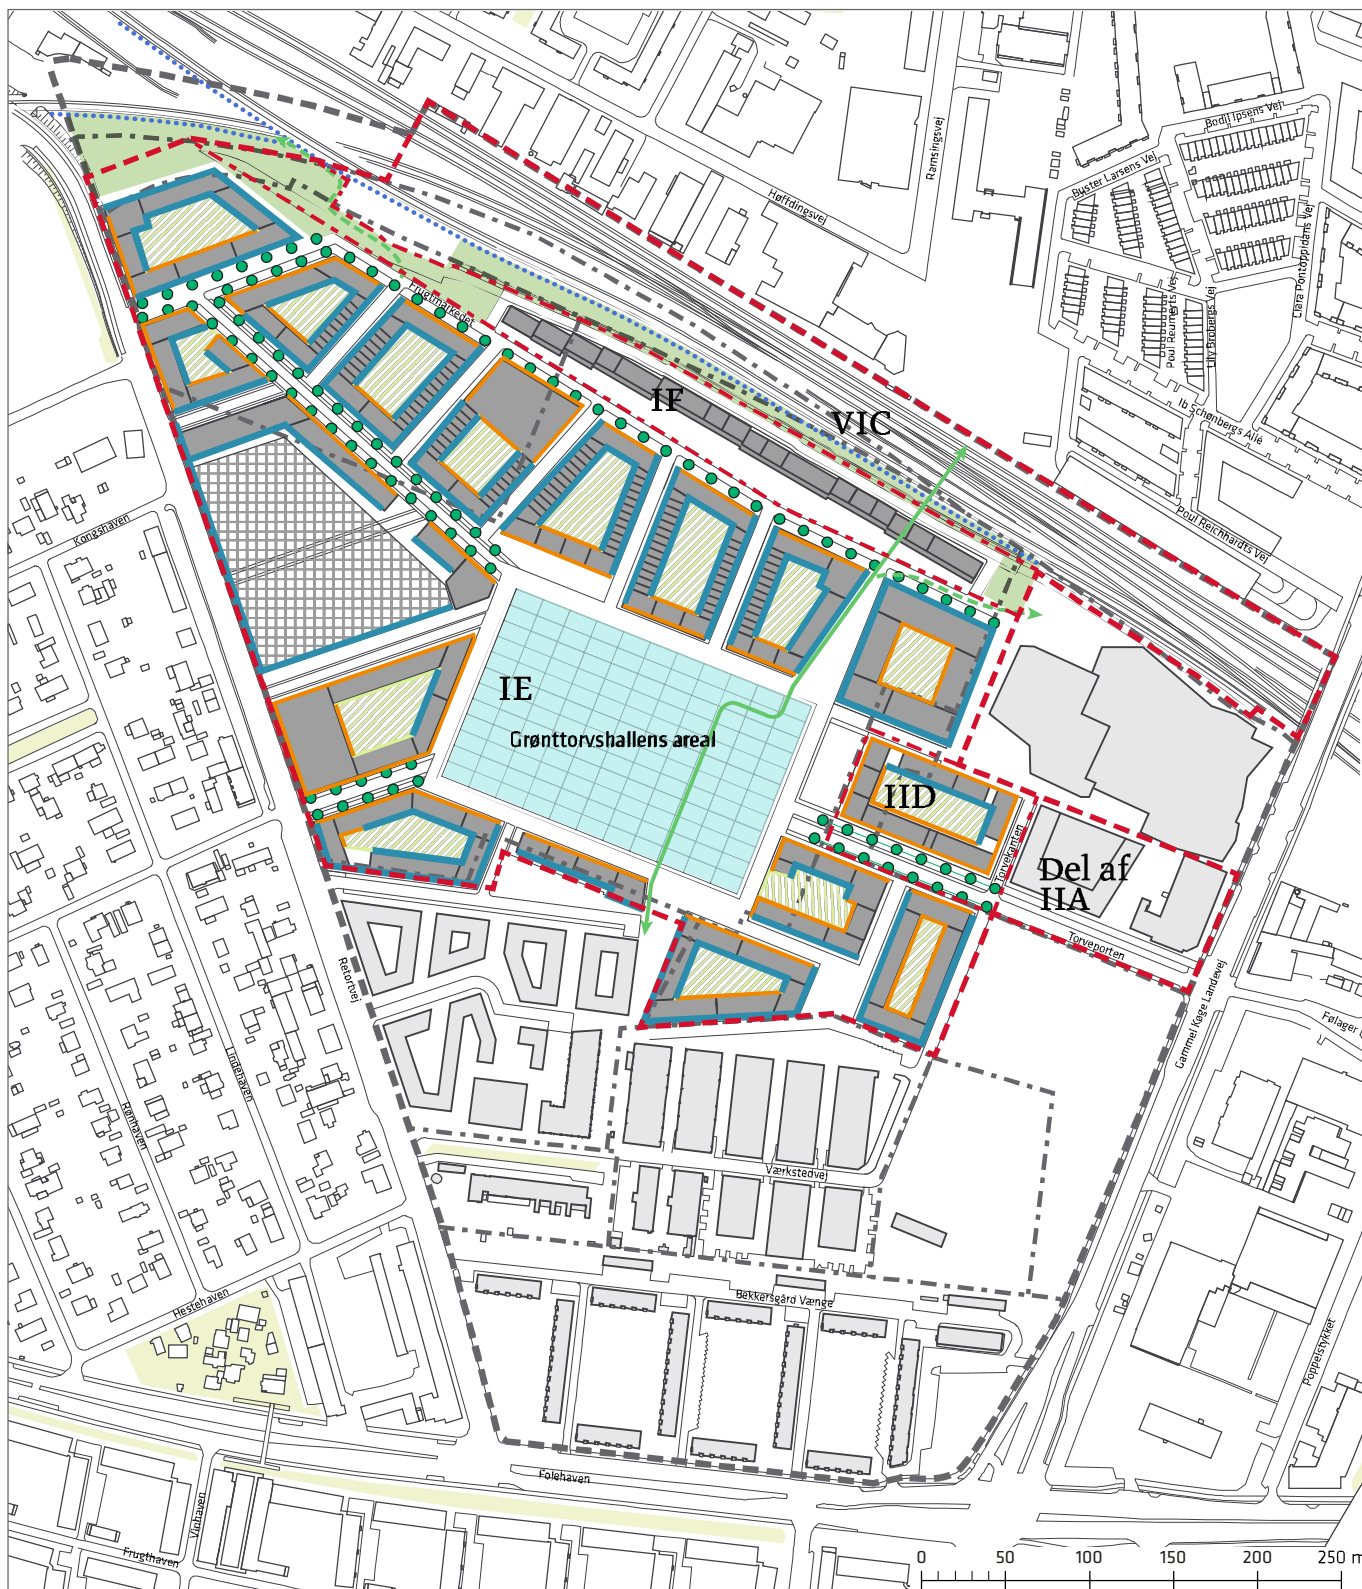 Bodil Ipsens Vej
Ramsingsvej
Buster Larsens Vej
Høffdingsvej
Clara Pontoppidans Vej
Frugtmarkedet
Poul Reumerts Vej
Lily Brobergs Vej
IF
VIC
Ib Schønbergs Allé
Kongshaven
Poul Reichhardts Vej
IE
Grønttorvshallens areal
IID
Torvekanten
Del af
IIA
Torveporten
Retortvej
Gammel Køge Landevej
Følager
Lindehaven
Rønhaven
Værkstedvej
Hestehaven
Bekkersgård Vænge
Poppelstykket
Folehaven
Vinhaven
Frugthaven
0 50 100 150 200 250 m